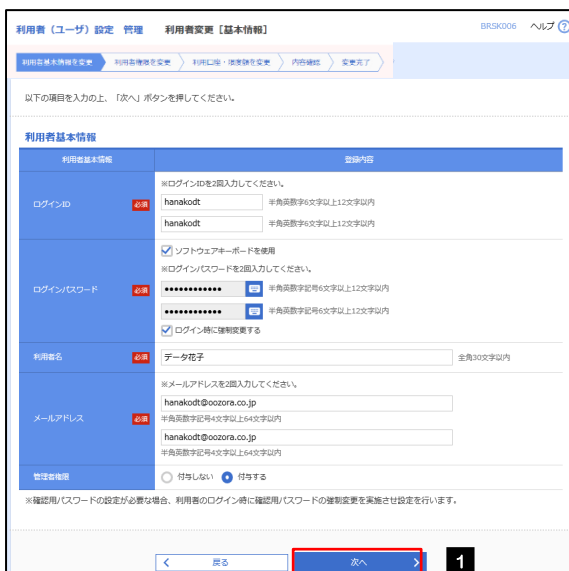 利用者（ユーザ）設定 管理 利用者変更［基本情報］ BRSK006 ヘルプ ?
利用者基本情報を変更 利用者権限を変更 利用口座・限度額を変更 内容確認 変更完了
以下の項目を入力の上、「次へ」ボタンを押してください。
利用者基本情報
利用者基本情報 登録内容
※ログインIDを2回入力してください。
ログインID 必須 hanakodt 半角英数字6文字以上12文字以内
hanakodt 半角英数字6文字以上12文字以内
ソフトウェアキーボードを使用
※ログインパスワードを2回入力してください。
ログインパスワード 必須 ●●●●●●●●●●●● 半角英数字記号6文字以上12文字以内
●●●●●●●●●●●● 半角英数字記号6文字以上12文字以内
ログイン時に強制変更する
利用者名 必須 データ花子 全角30文字以内
※メールアドレスを2回入力してください。
hanakodt@oozora.co.jp
メールアドレス 必須 半角英数字記号4文字以上64文字以内
hanakodt@oozora.co.jp
半角英数字記号4文字以上64文字以内
管理者権限 付与しない 付与する
※確認用パスワードの設定が必要な場合、利用者のログイン時に確認用パスワードの強制変更を実施させ設定を行います。
戻る 次へ 1